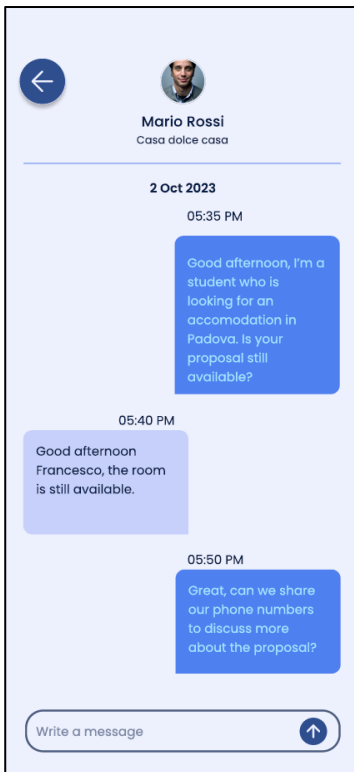 Mario Rossi
Casa dolce casa
2 Oct 2023
05:35 PM
Good afternoon, I'm a
student who is
looking for an
accomodation in
Padova. Is your
proposal still
available?
05:40 PM
Good afternoon
Francesco, the room
is still available.
05:50 PM
Great, can we share
our phone numbers
to discuss more
about the proposal?
Write a message